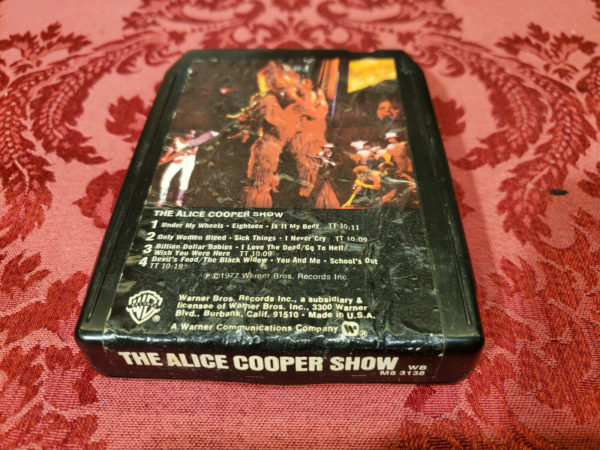 THE ALICE COOPER SHOW
1 Under My Wheels • Eighteen • Is It My Body TT 10:11
2 Only Women Bleed • Sick Things • I Never Cry TT 10:09
3 Billion Dollar Babies • I Love The Dead/Go To Hell/
Wish You Were Here TT 10:09
4 Devil's Food/The Black Widow • You And Me • School's Out
TT 10:19
℗©1977 Warner Bros. Records Inc.
Warner Bros. Records Inc., a subsidiary &
licensee of Warner Bros. Inc., 3300 Warner
Blvd., Burbank, Calif. 91510 • Made in U.S.A.
A Warner Communications Company
THE ALICE COOPER SHOW
WB
M8 3138